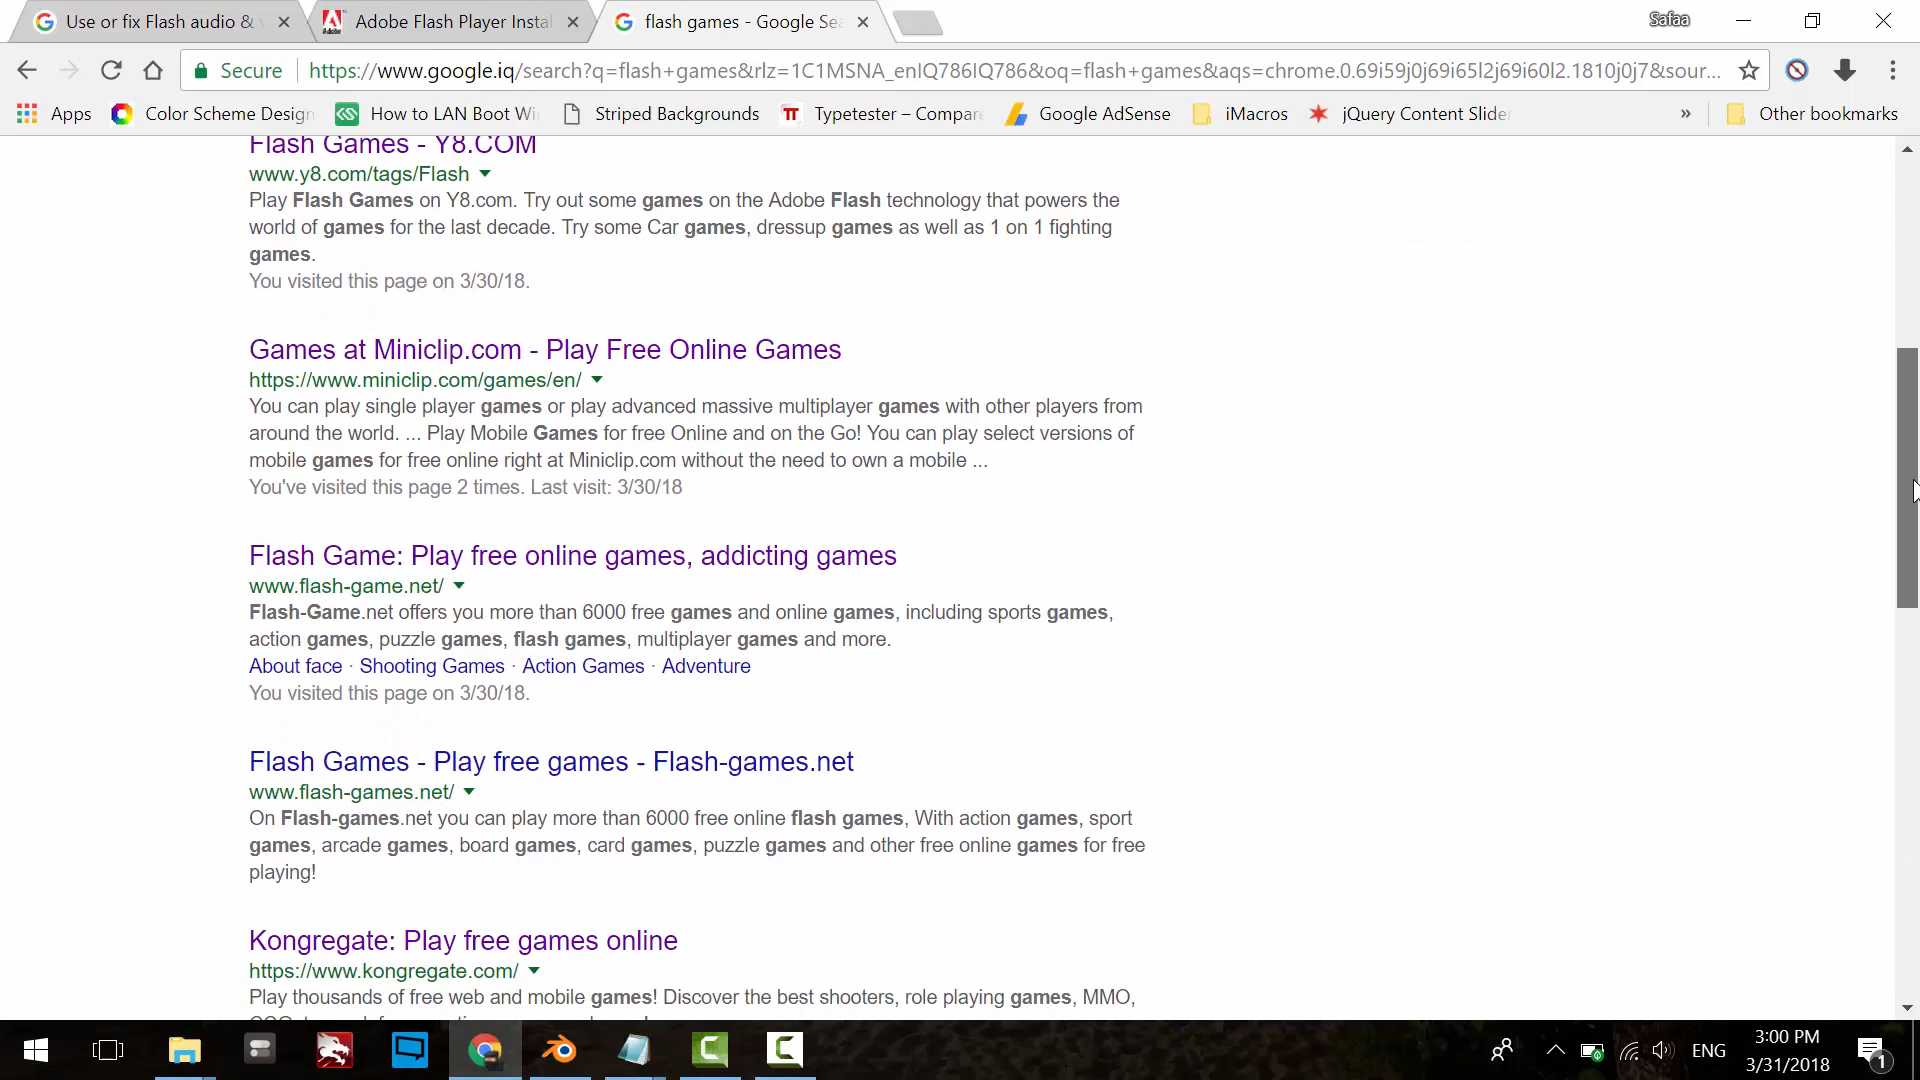 Use or fix Flash audio &
Adobe Flash Player Instal
flash games - Google Sea
Safaa
Secure
https://www.google.iq/search?q=flash+games&rlz=1C1MSNA_enIQ786IQ786&oq=flash+games&aqs=chrome.0.69i59j0j69i65l2j69i60l2.1810j0j7&sour...
Apps
Color Scheme Design
How to LAN Boot Wi
Striped Backgrounds
TT
Typetester – Compare
Google AdSense
iMacros
jQuery Content Slider
»
Other bookmarks
Flash Games - Y8.COM
www.y8.com/tags/Flash
Play Flash Games on Y8.com. Try out some games on the Adobe Flash technology that powers the
world of games for the last decade. Try some Car games, dressup games as well as 1 on 1 fighting
games.
You visited this page on 3/30/18.
Games at Miniclip.com - Play Free Online Games
https://www.miniclip.com/games/en/
You can play single player games or play advanced massive multiplayer games with other players from
around the world. ... Play Mobile Games for free Online and on the Go! You can play select versions of
mobile games for free online right at Miniclip.com without the need to own a mobile ...
You've visited this page 2 times. Last visit: 3/30/18
Flash Game: Play free online games, addicting games
www.flash-game.net/
Flash-Game.net offers you more than 6000 free games and online games, including sports games,
action games, puzzle games, flash games, multiplayer games and more.
About face · Shooting Games · Action Games · Adventure
You visited this page on 3/30/18.
Flash Games - Play free games - Flash-games.net
www.flash-games.net/
On Flash-games.net you can play more than 6000 free online flash games, With action games, sport
games, arcade games, board games, card games, puzzle games and other free online games for free
playing!
Kongregate: Play free games online
https://www.kongregate.com/
Play thousands of free web and mobile games! Discover the best shooters, role playing games, MMO,
ENG
3:00 PM
3/31/2018
1